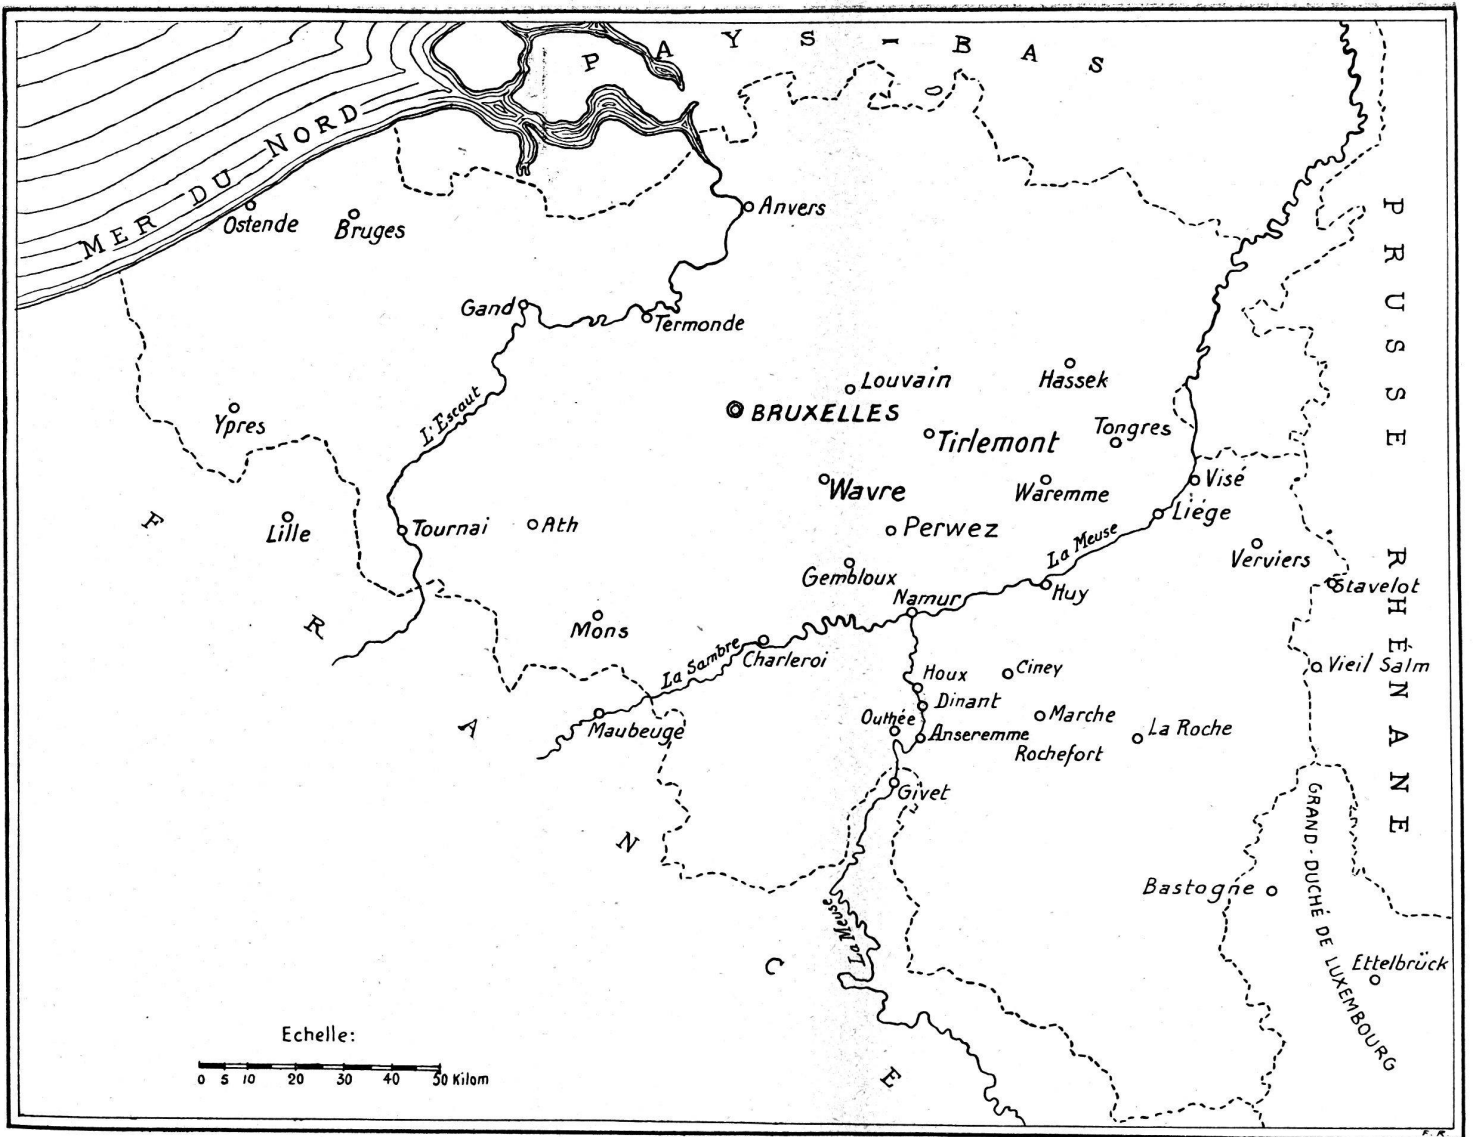 PAYS-BAS
MER DU NORD
Ostende
Bruges
Anvers
Gand
Termonde
PRUSSE RHÉNANE
L'Escaut
Louvain
Hassek
BRUXELLES
Ypres
Tirlemont
Tongres
Wavre
Waremme
Visé
Lille
Tournai
Ath
Perwez
La Meuse
Liége
Verviers
Gembloux
Namur
Huy
Stavelot
Mons
La Sambre
Charleroi
Houx
Ciney
Vieil Salm
Dinant
Outhée
Marche
Maubeuge
Anseremme
La Roche
Rochefort
Givet
FRANCE
GRAND-DUCHÉ DE LUXEMBOURG
Bastogne
La Meuse
Ettelbrück
Echelle:
0 5 10 20 30 40 50 Kilom
F.R.